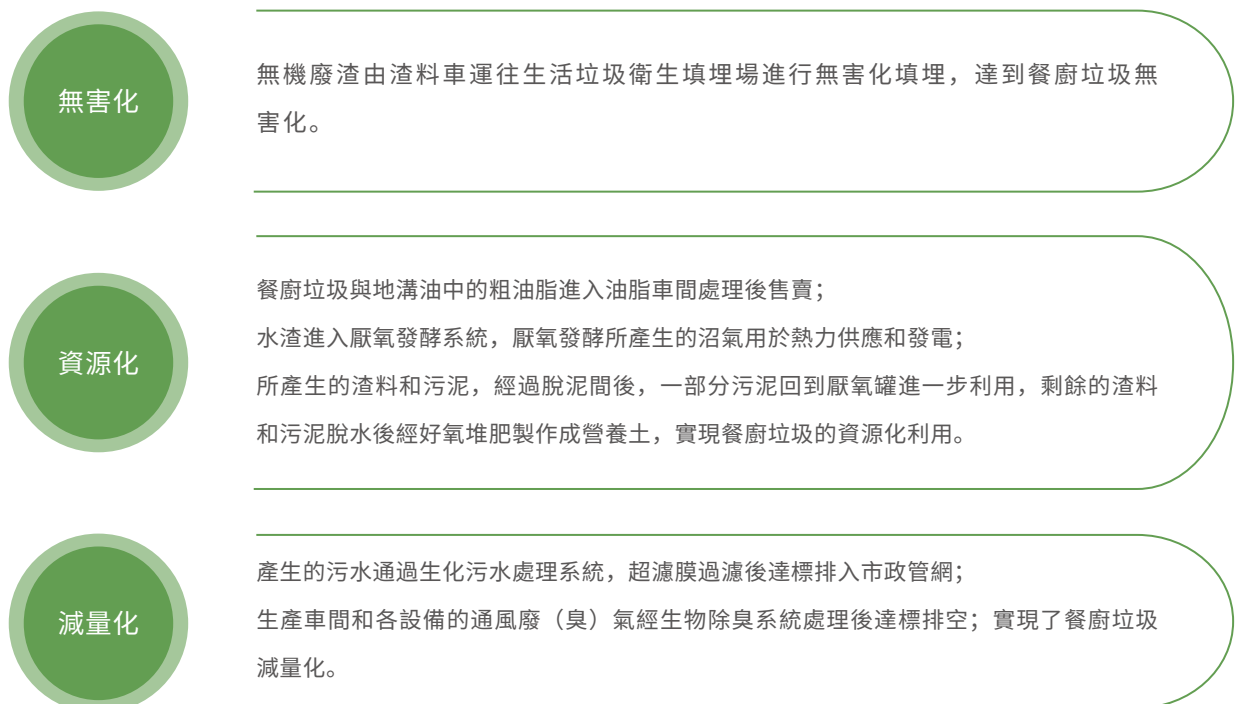 無害化
無機廢渣由渣料車運往生活垃圾衛生填埋場進行無害化填埋，達到餐廚垃圾無
害化。
資源化
餐廚垃圾與地溝油中的粗油脂進入油脂車間處理後售賣；
水渣進入厭氧發酵系統，厭氧發酵所產生的沼氣用於熱力供應和發電；
所產生的渣料和污泥，經過脫泥間後，一部分污泥回到厭氧罐進一步利用，剩餘的渣料
和污泥脫水後經好氧堆肥製作成營養土，實現餐廚垃圾的資源化利用。
減量化
產生的污水通過生化污水處理系統，超濾膜過濾後達標排入市政管網；
生產車間和各設備的通風廢（臭）氣經生物除臭系統處理後達標排空；實現了餐廚垃圾
減量化。